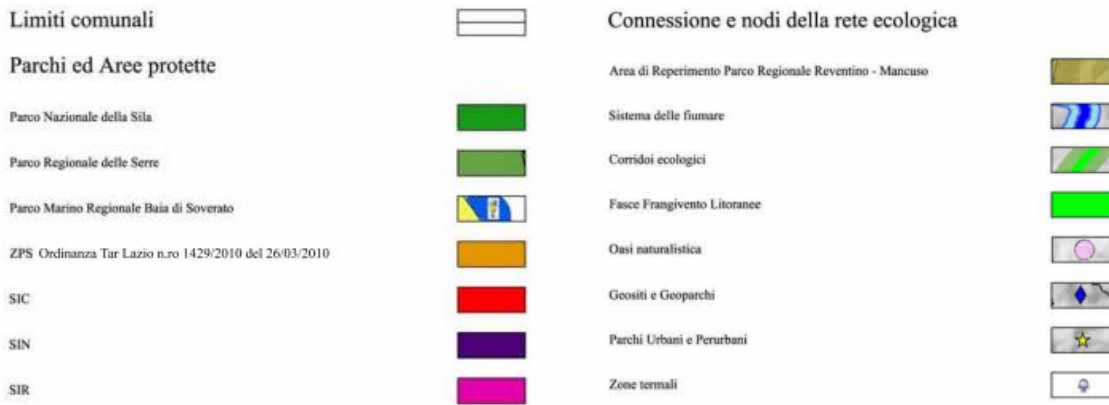 Limiti comunali
Parchi ed Aree protette
Parco Nazionale della Sila
Parco Regionale delle Serre
Parco Marino Regionale Baia di Soverato
ZPS Ordinanza Tar Lazio n.ro 1429/2010 del 26/03/2010
SIC
SIN
SIR
Connessione e nodi della rete ecologica
Area di Reperimento Parco Regionale Reventino - Mancuso
Sistema delle fiumare
Corridoi ecologici
Fasce Frangivento Litoranee
Oasi naturalistica
Geositi e Geoparchi
Parchi Urbani e Perurbani
Zone termali